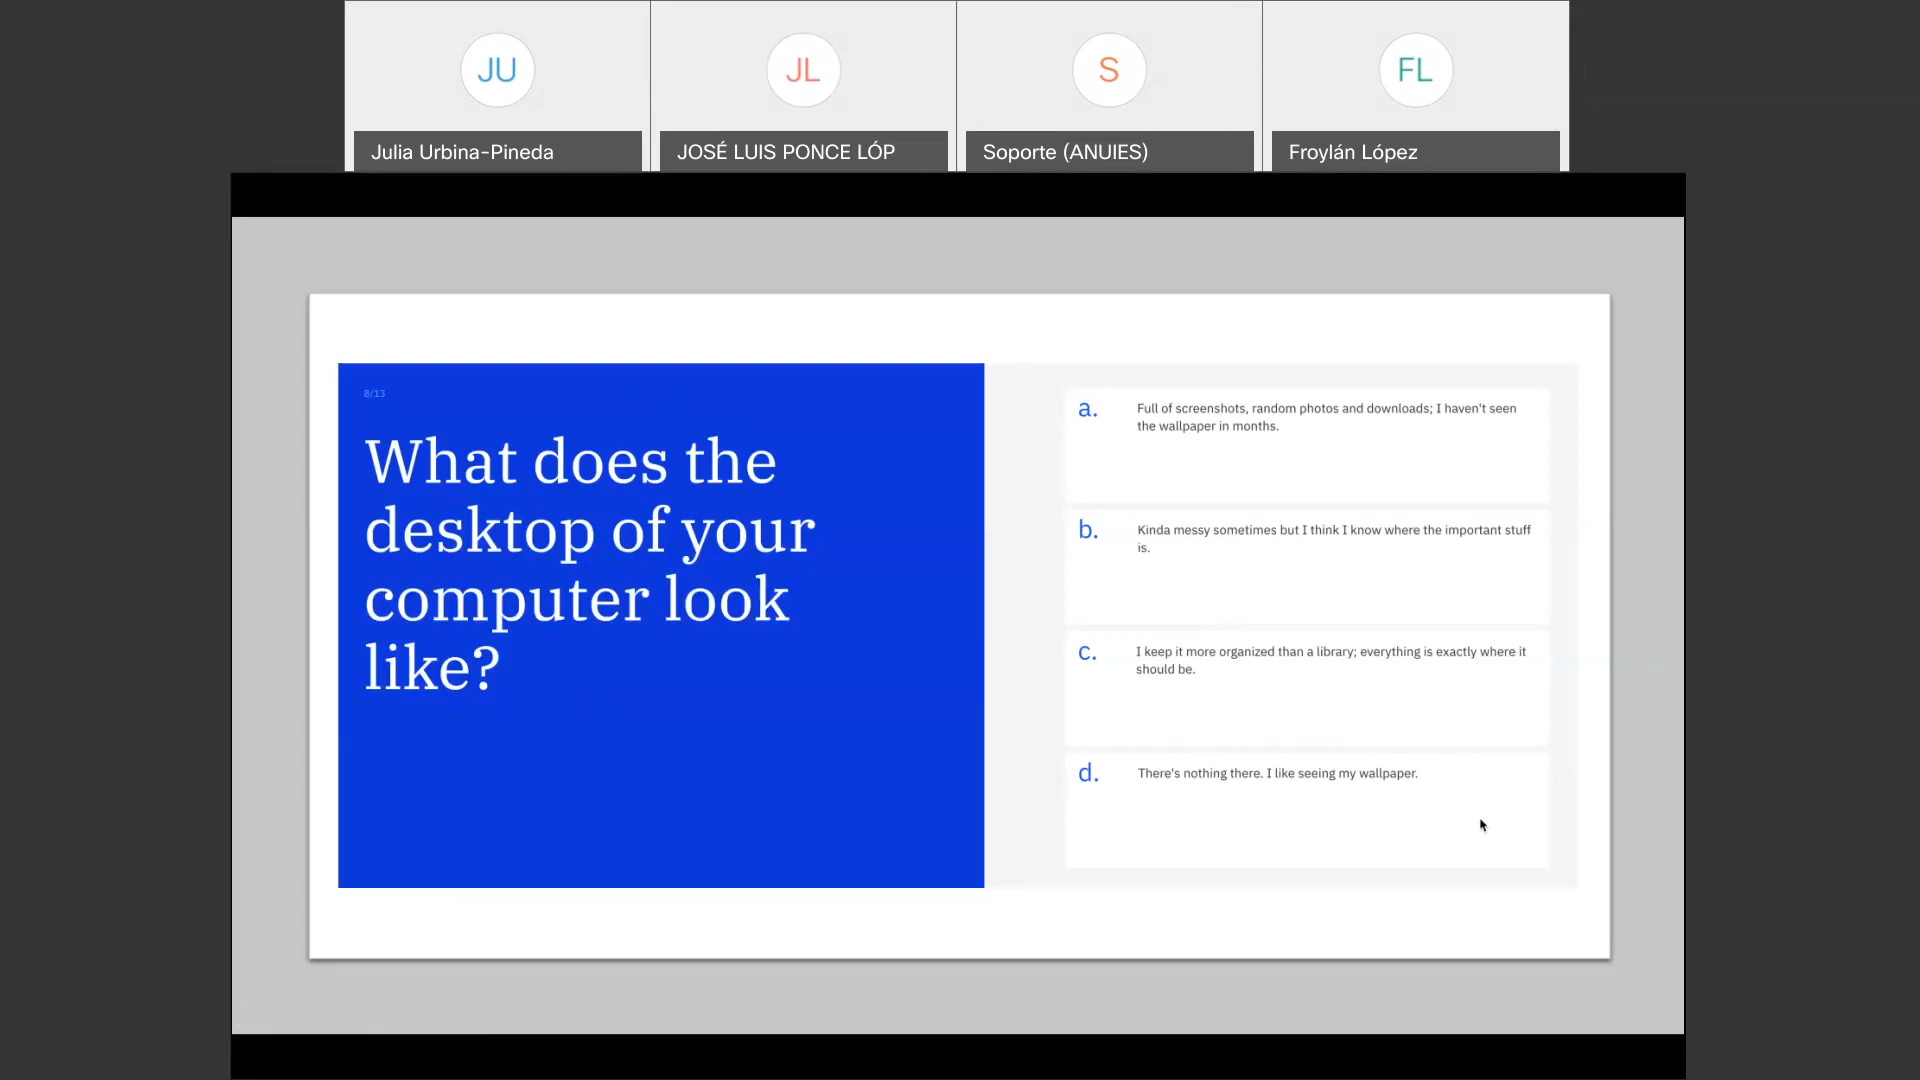 JU
JL
S
FL
Julia Urbina-Pineda
JOSÉ LUIS PONCE LÓP
Soporte (ANUIES)
Froylán López
8/13
What does the
desktop of your
computer look
like?
a.
Full of screenshots, random photos and downloads; I haven't seen
the wallpaper in months.
b.
Kinda messy sometimes but I think I know where the important stuff
is.
c.
I keep it more organized than a library; everything is exactly where it
should be.
d.
There's nothing there. I like seeing my wallpaper.